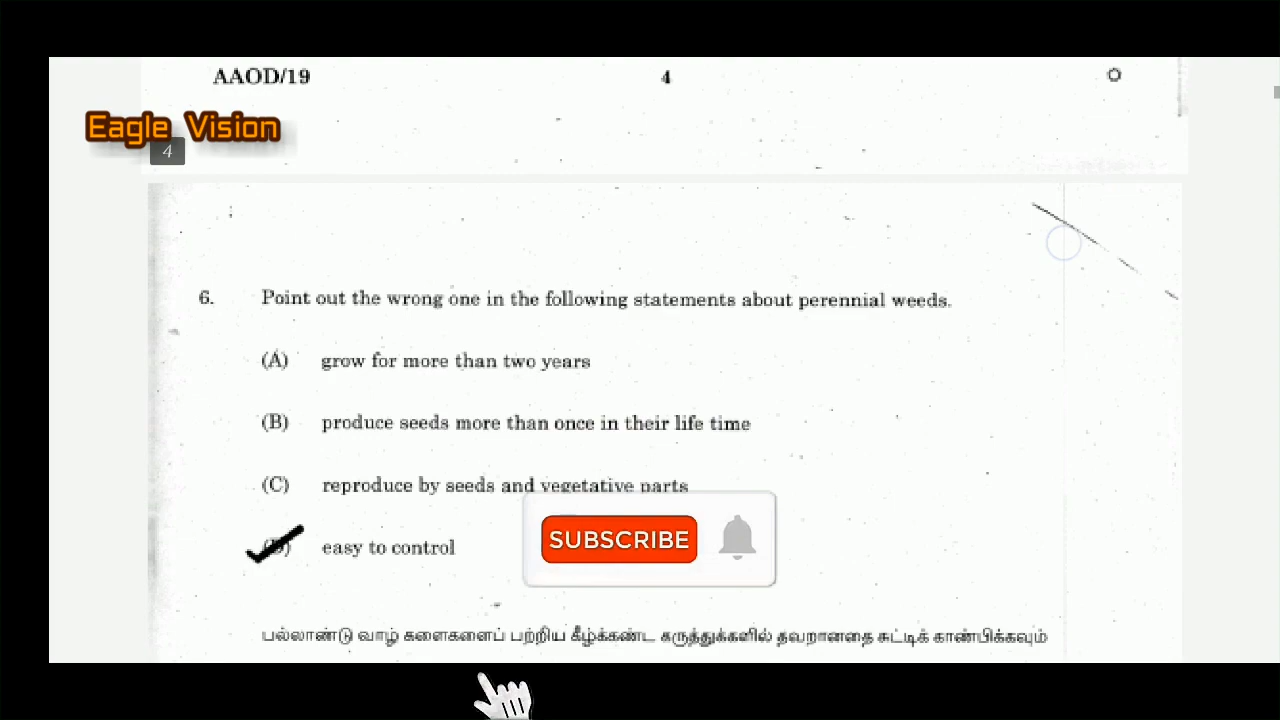 AAOD/19 4
Eagle Vision
4
6. Point out the wrong one in the following statements about perennial weeds.
(A) grow for more than two years
(B) produce seeds more than once in their life time
(C) reproduce by seeds and vegetative parts
(D) easy to control
SUBSCRIBE
பல்லாண்டு வாழ் களைகளைப் பற்றிய கீழ்க்கண்ட கருத்துக்களில் தவறானதை சுட்டிக் காண்பிக்கவும்